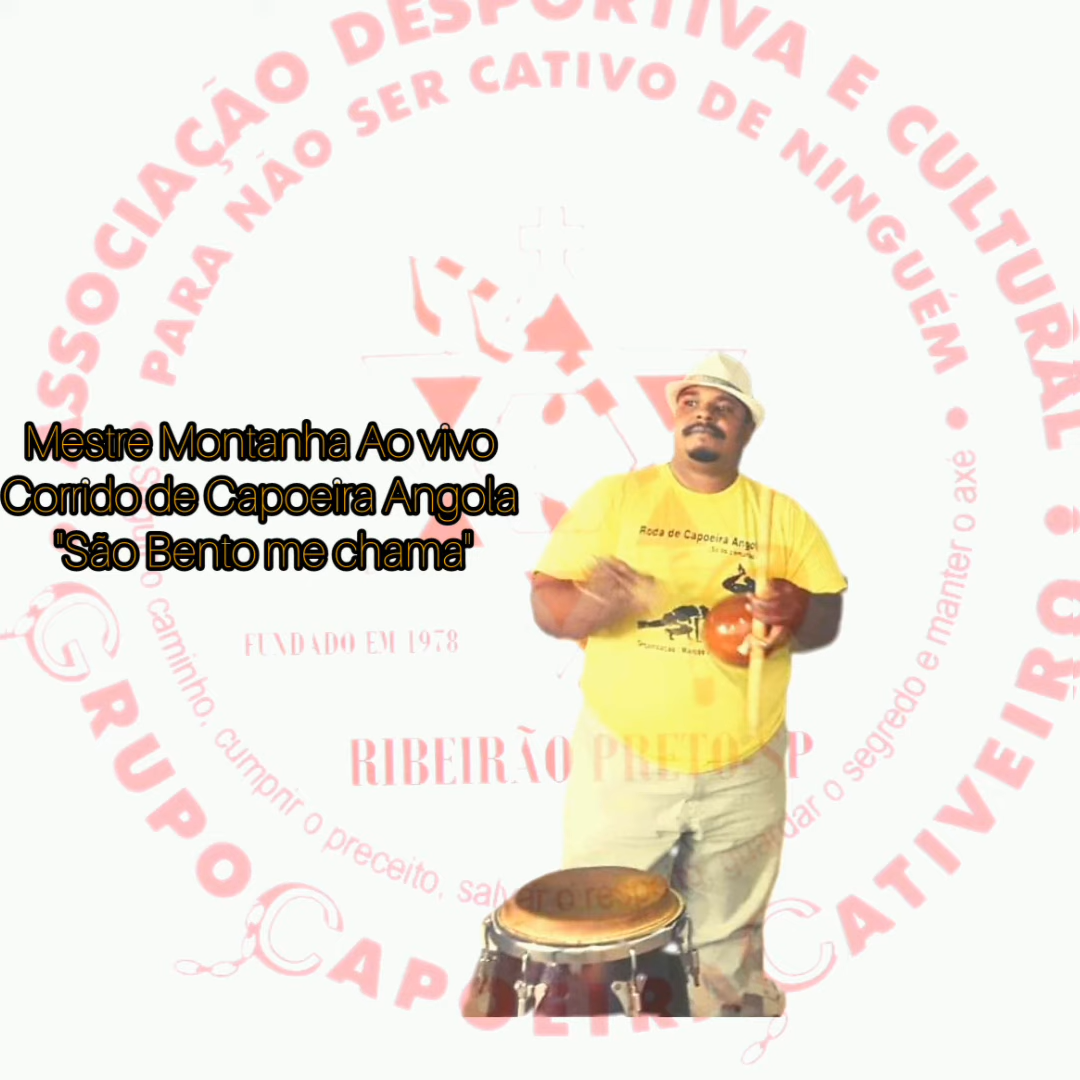 ASSOCIAÇÃO DESPORTIVA E CULTURAL
PARA NÃO SER CATIVO DE NINGUÉM
Mestre Montanha Ao vivo
Corrido de Capoeira Angola
"São Bento me chama"
Roda de Capoeira
FUNDADO EM 1978
RIBEIRÃO PRETO SP
caminho, cumprir o preceito, salvar o guardar o segredo e manter o axé
GRUPO CAPOEIRA CATIVEIRO